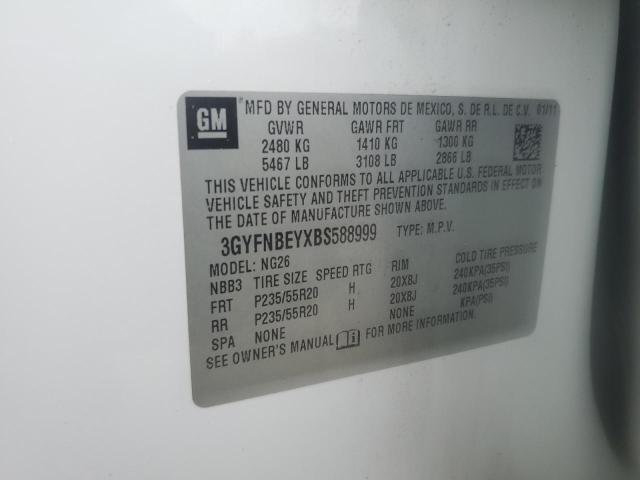 GM MFD BY GENERAL MOTORS DE MEXICO, S. DE R.L. DE C.V. 01/11
GVWR GAWR FRT GAWR RR
2480 KG 1410 KG 1300 KG
5467 LB 3108 LB 2866 LB
THIS VEHICLE CONFORMS TO ALL APPLICABLE U.S. FEDERAL MOTOR
VEHICLE SAFETY AND THEFT PREVENTION STANDARDS IN EFFECT ON
THE DATE OF MANUFACTURE SHOWN ABOVE.
3GYFNBEYXBS588999 TYPE: M.P.V.
MODEL: NG26
NBB3 TIRE SIZE SPEED RTG RIM COLD TIRE PRESSURE
FRT P235/55R20 H 20X8J 240KPA(35PSI)
RR P235/55R20 H 20X8J 240KPA(35PSI)
SPA NONE NONE KPA(PSI)
SEE OWNER'S MANUAL FOR MORE INFORMATION.